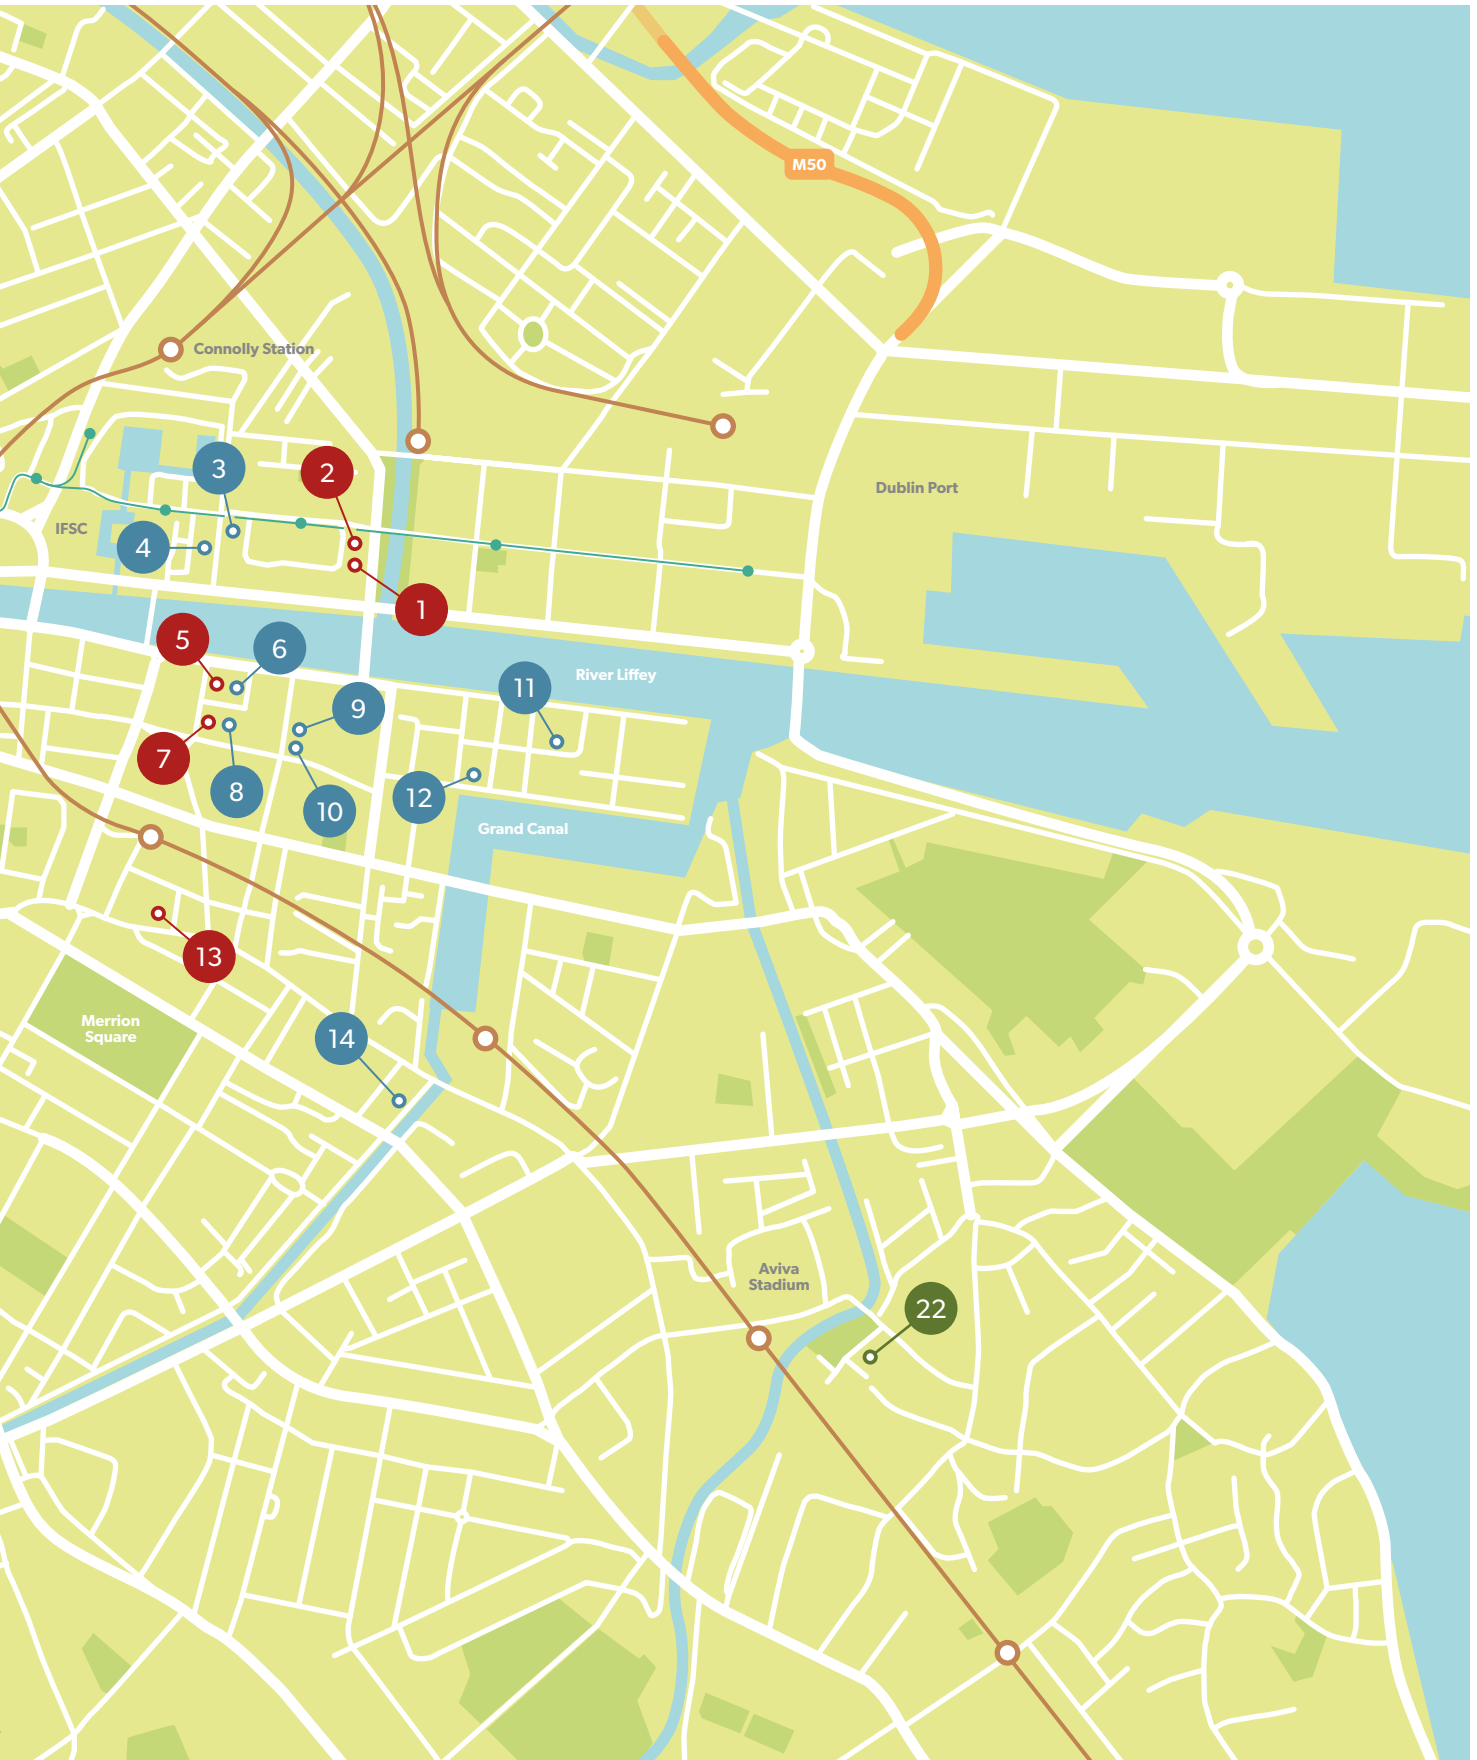 M50
Connolly Station
3
2
Dublin Port
IFSC
4
1
5
6
River Liffey
11
9
7
8
10
12
Grand Canal
13
Merrion
Square
14
Aviva
Stadium
22